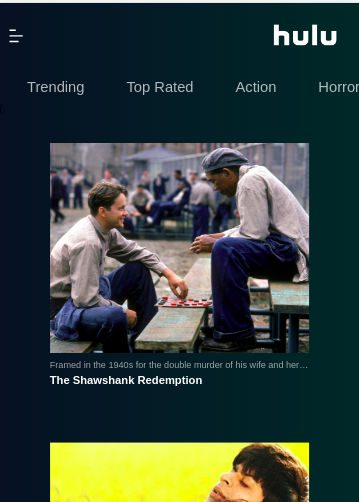 hulu
Trending Top Rated Action Horror
Framed in the 1940s for the double murder of his wife and her...
The Shawshank Redemption